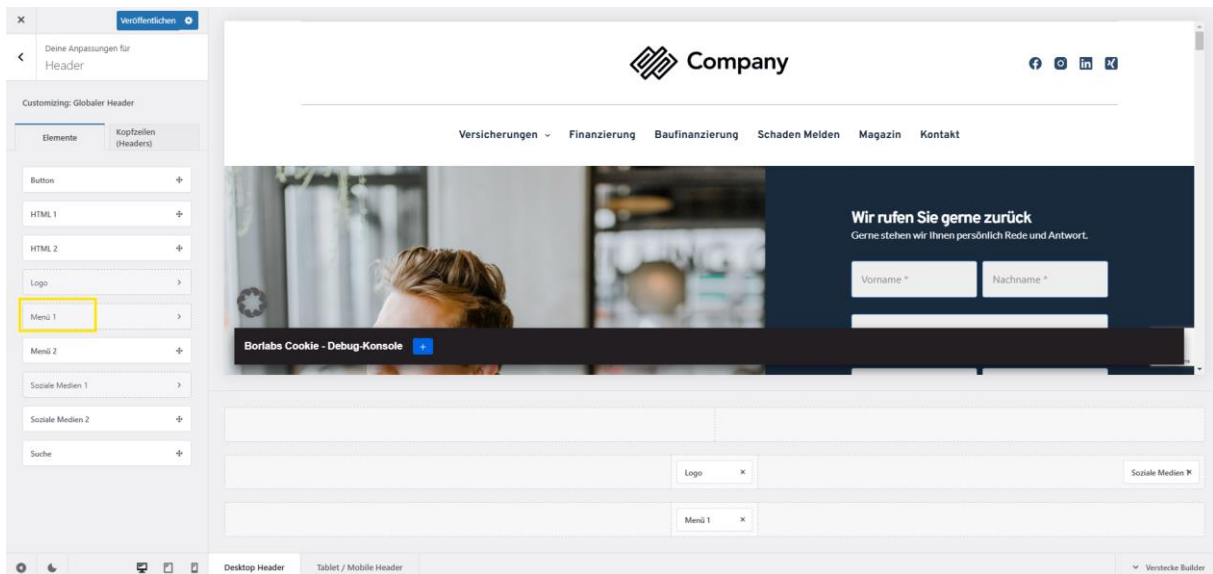 Veröffentlichen
Deine Anpassungen für
Header
Customizing: Globaler Header
Elemente
Kopfzeilen
(Headers)
Button
HTML 1
HTML 2
Logo
Menü 1
Menü 2
Soziale Medien 1
Soziale Medien 2
Suche
Company
Versicherungen Finanzierung Baufinanzierung Schaden Melden Magazin Kontakt
Wir rufen Sie gerne zurück
Gerne stehen wir Ihnen persönlich Rede und Antwort.
Vorname * Nachname *
Borlabs Cookie - Debug-Konsole +
Logo ×
Soziale Medien
Menü 1 ×
Desktop Header Tablet / Mobile Header
Verstecke Builder